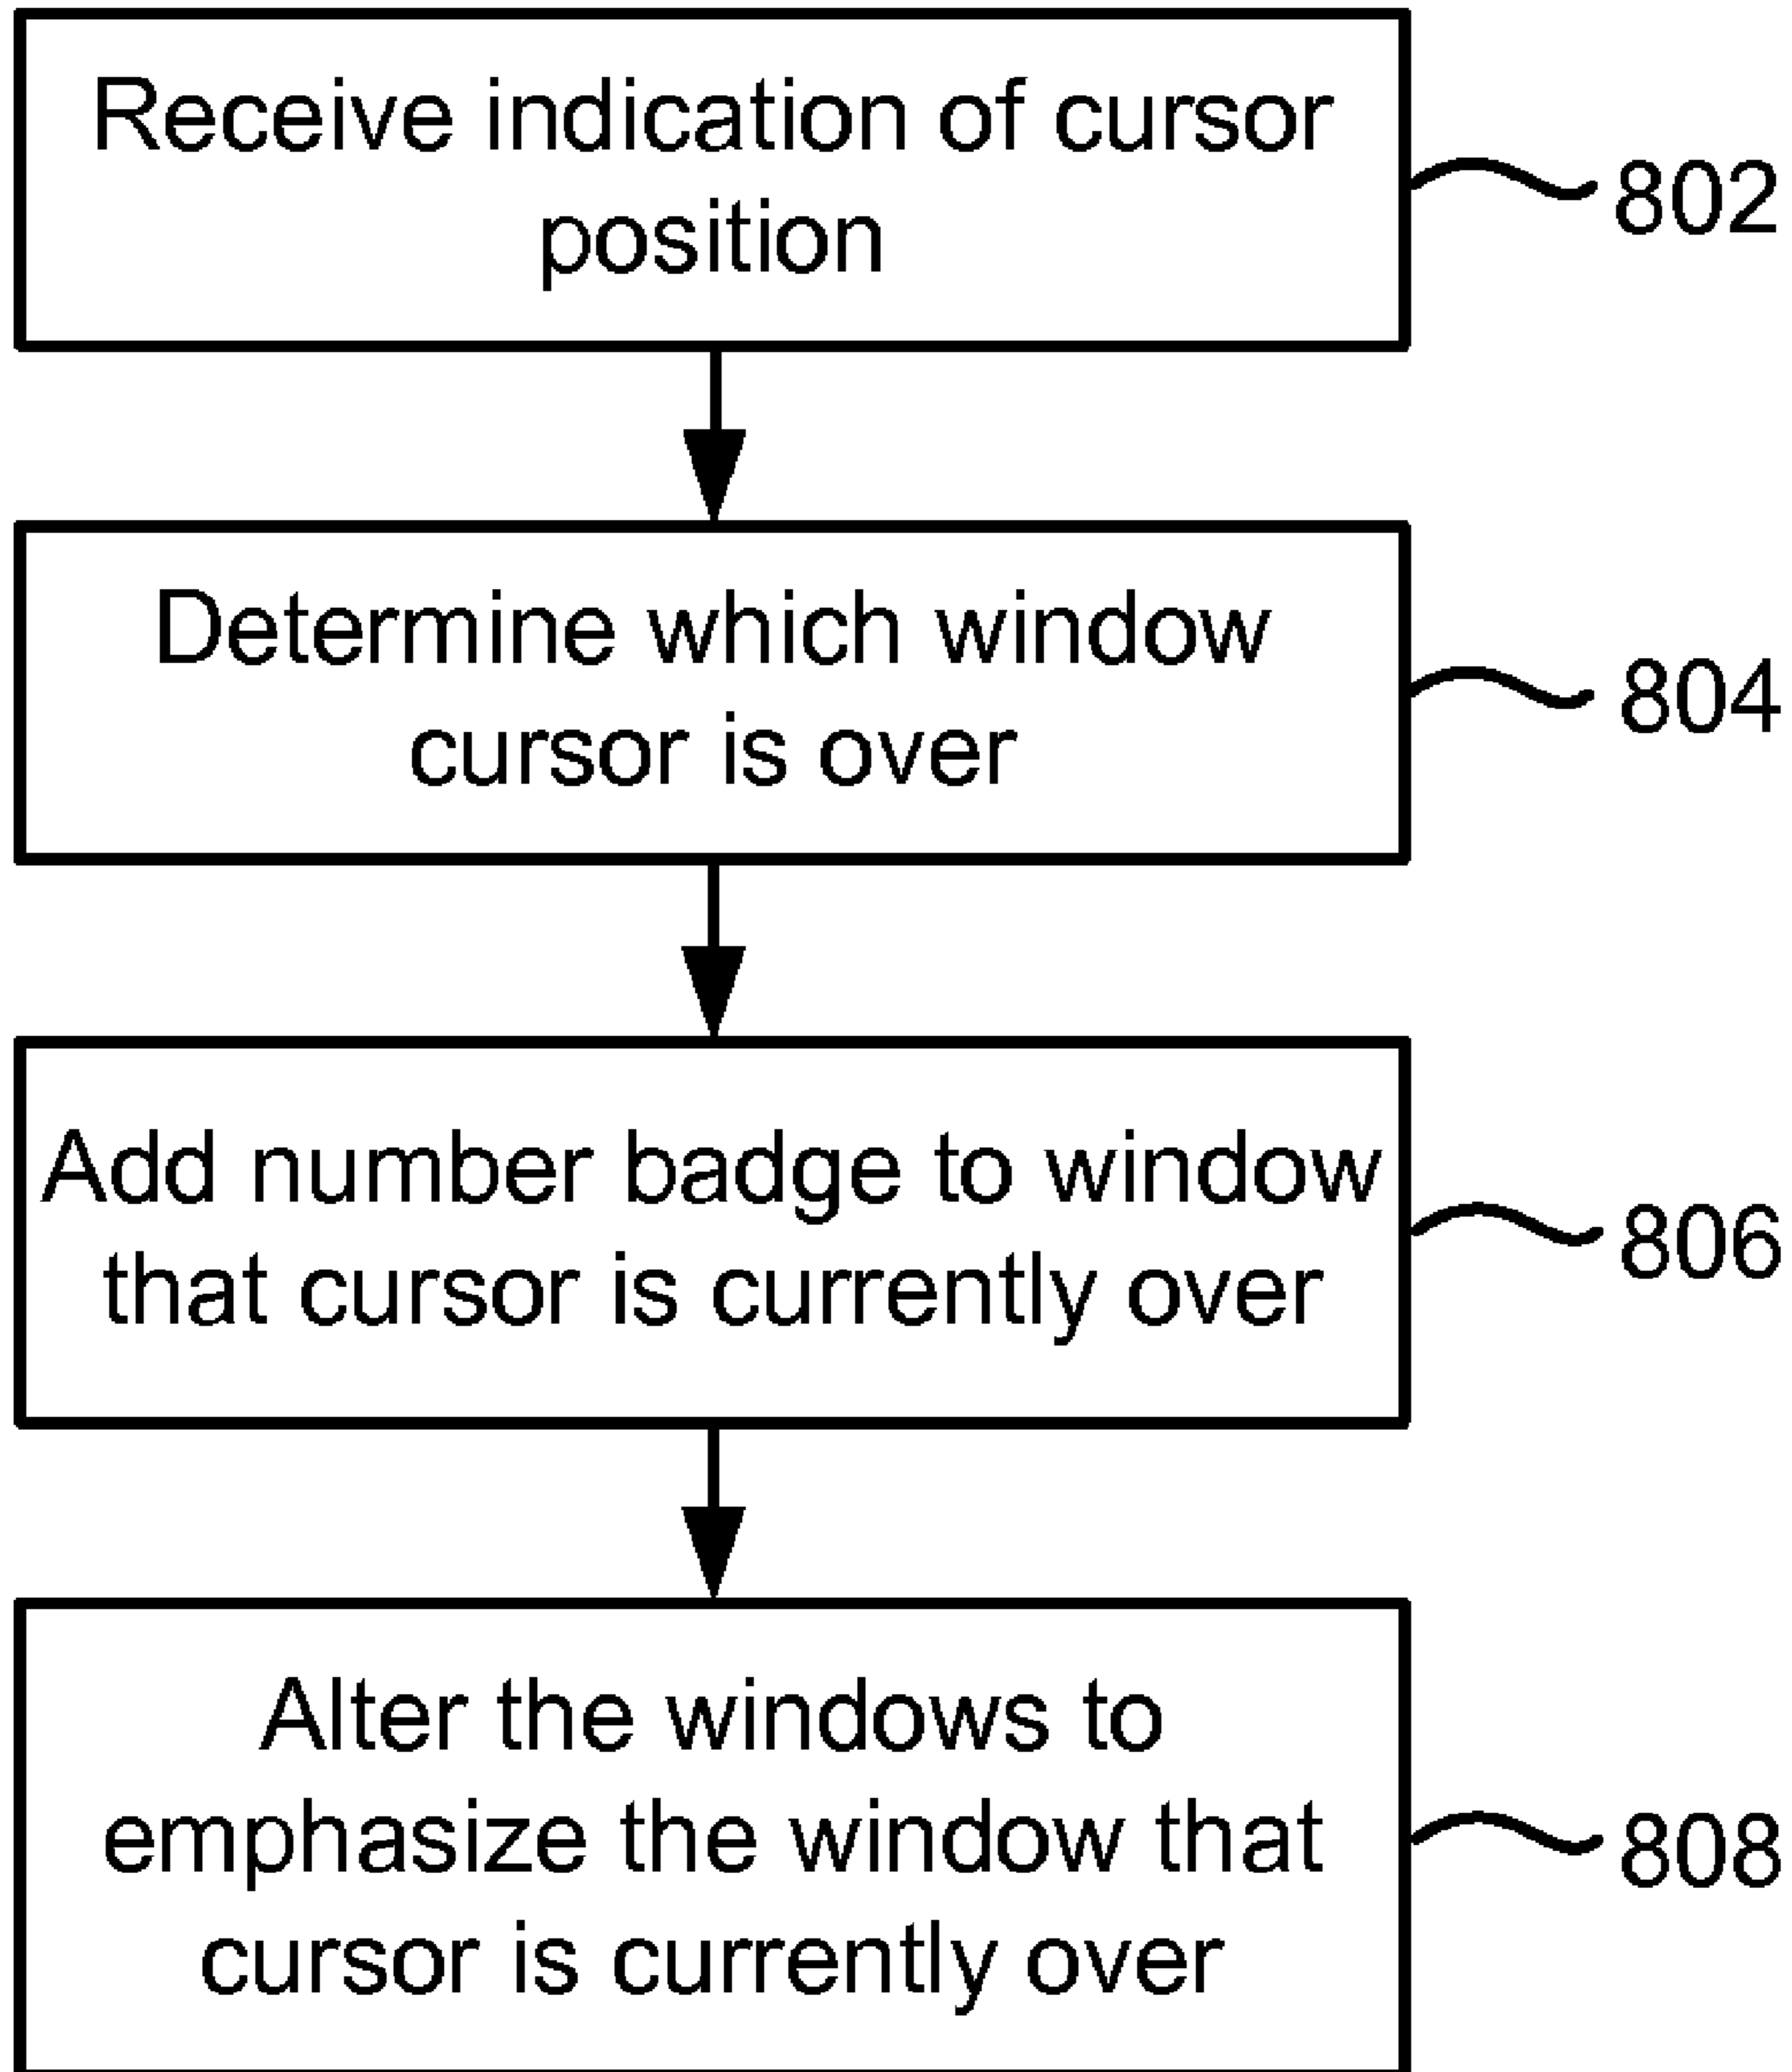 Receive indication of cursor
position
802
Determine which window
cursor is over
804
Add number badge to window
that cursor is currently over
806
Alter the windows to
emphasize the window that
cursor is currently over
808